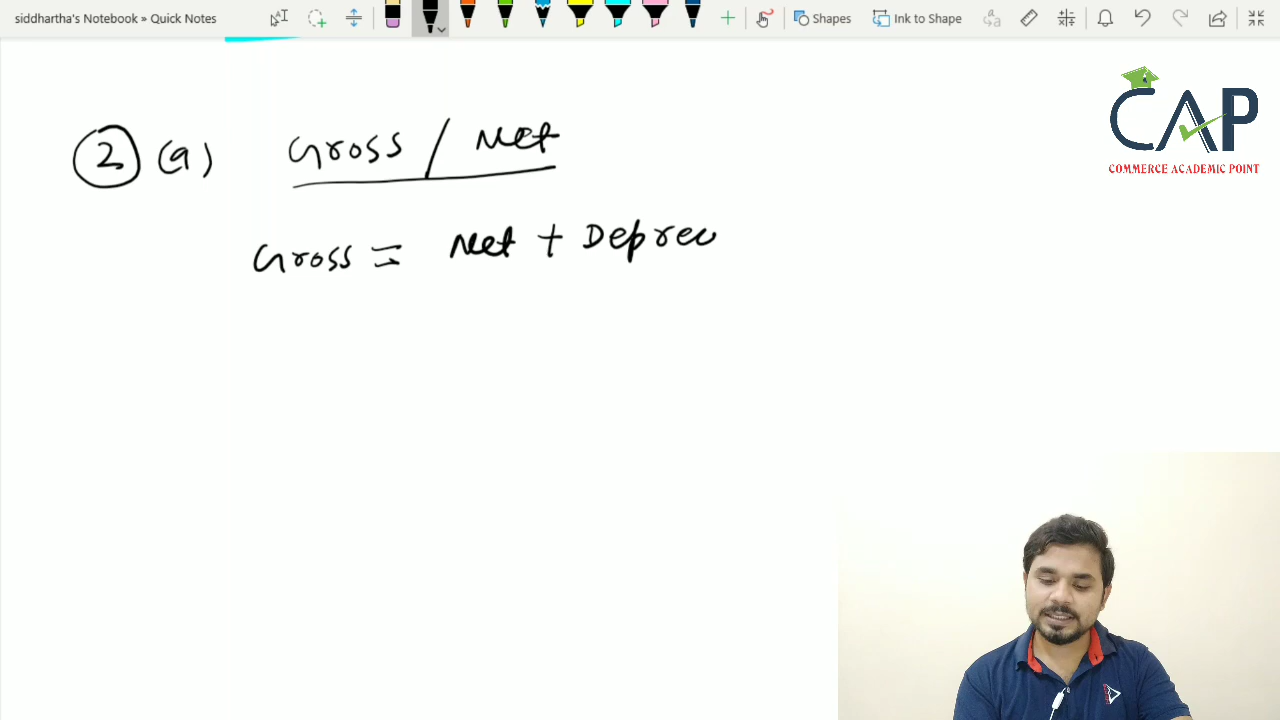 siddhartha's Notebook » Quick Notes
Shapes
Ink to Shape
CAP
COMMERCE ACADEMIC POINT
2 (a) Gross / Net
Gross = Net + Deprec